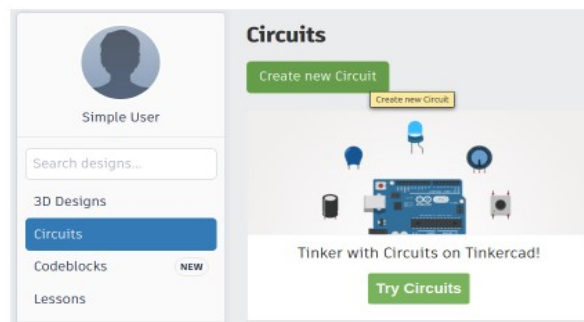 Simple User
Search designs...
3D Designs
Circuits
Codeblocks NEW
Lessons
Circuits
Create new Circuit
Create new Circuit
Tinker with Circuits on Tinkercad!
Try Circuits